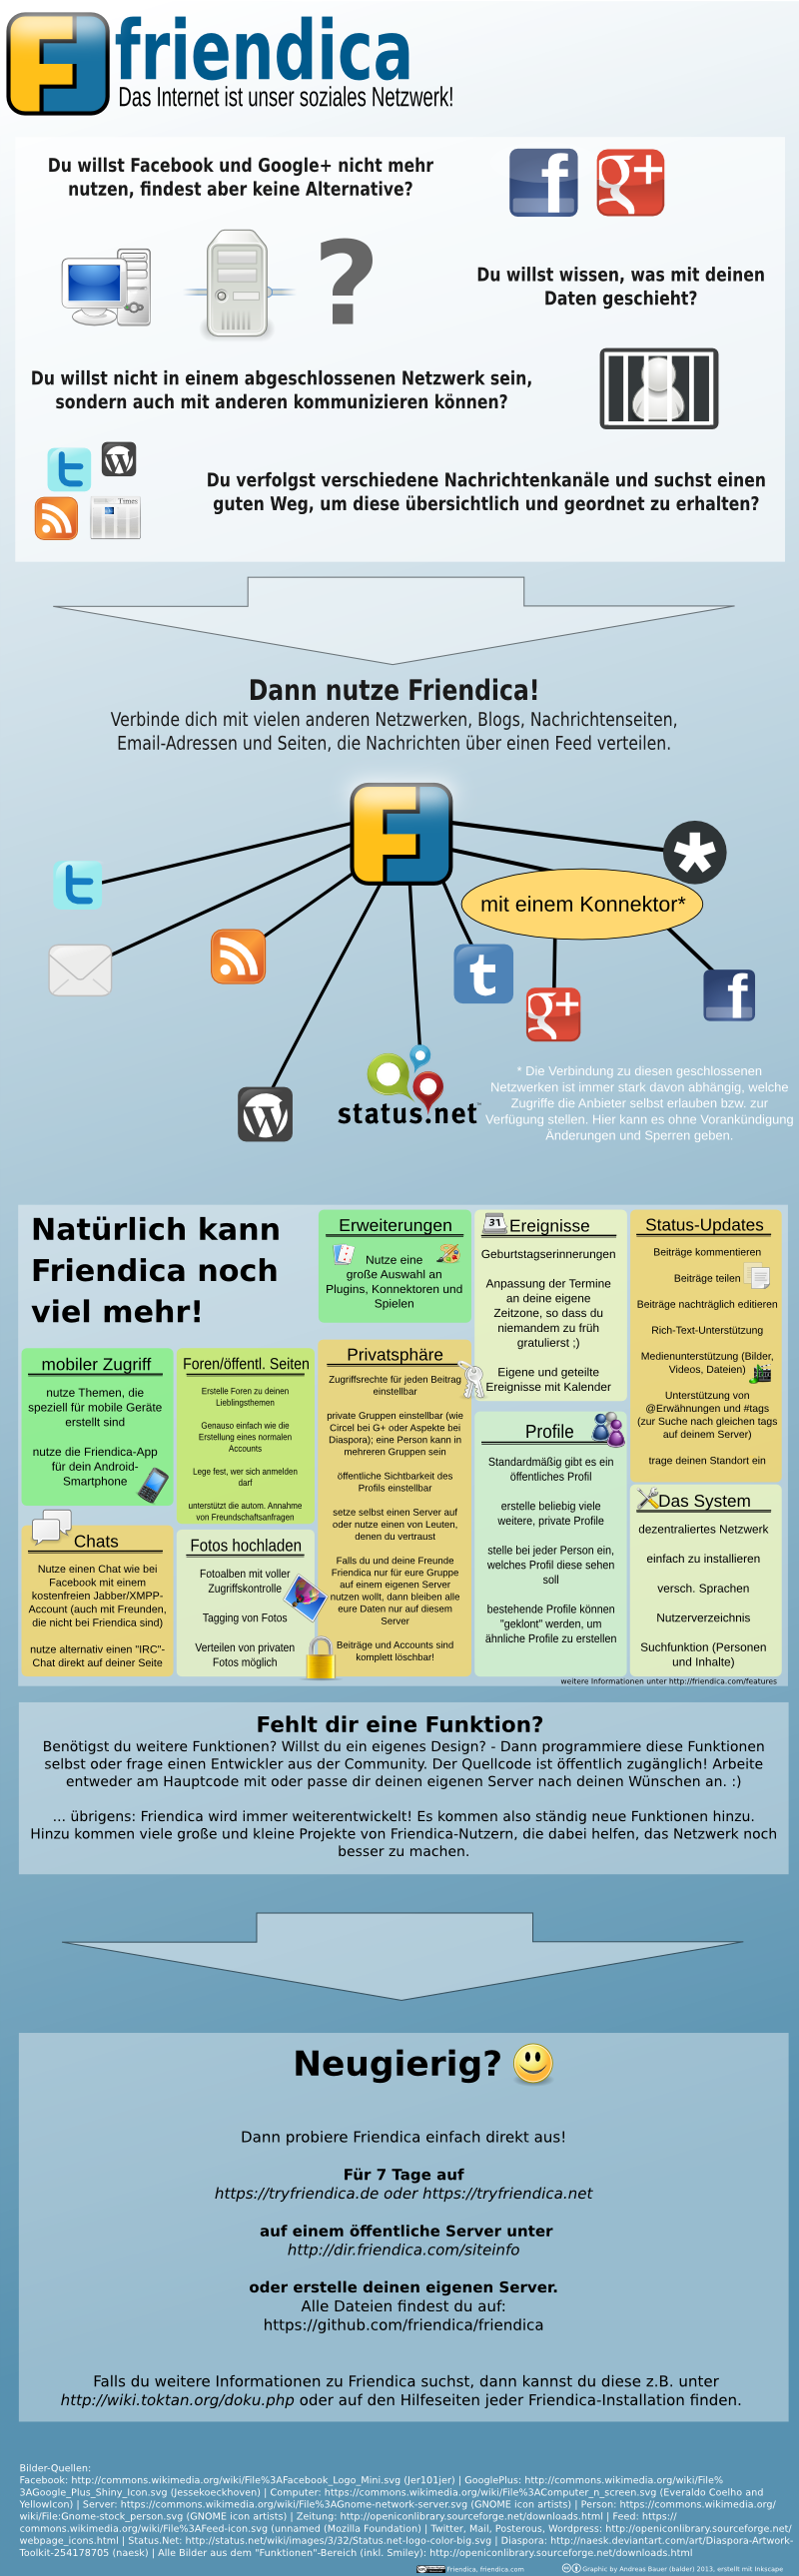 friendica
Das Internet ist unser soziales Netzwerk!
Du willst Facebook und Google+ nicht mehr
nutzen, findest aber keine Alternative?
f
g+
?
Du willst wissen, was mit deinen
Daten geschieht?
Du willst nicht in einem abgeschlossenen Netzwerk sein,
sondern auch mit anderen kommunizieren können?
Times
Du verfolgst verschiedene Nachrichtenkanäle und suchst einen
guten Weg, um diese übersichtlich und geordnet zu erhalten?
Dann nutze Friendica!
Verbinde dich mit vielen anderen Netzwerken, Blogs, Nachrichtenseiten,
Email-Adressen und Seiten, die Nachrichten über einen Feed verteilen.
mit einem Konnektor*
t
g+
f
status.net™
* Die Verbindung zu diesen geschlossenen
Netzwerken ist immer stark davon abhängig, welche
Zugriffe die Anbieter selbst erlauben bzw. zur
Verfügung stellen. Hier kann es ohne Vorankündigung
Änderungen und Sperren geben.
Natürlich kann
Friendica noch
viel mehr!
Erweiterungen
Nutze eine
große Auswahl an
Plugins, Konnektoren und
Spielen
31
Ereignisse
Geburtstagserinnerungen
Anpassung der Termine
an deine eigene
Zeitzone, so dass du
niemandem zu früh
gratulierst ;)
Eigene und geteilte
Ereignisse mit Kalender
Status-Updates
Beiträge kommentieren
Beiträge teilen
Beiträge nachträglich editieren
Rich-Text-Unterstützung
Medienunterstützung (Bilder,
Videos, Dateien)
Unterstützung von
@Erwähnungen und #tags
(zur Suche nach gleichen tags
auf deinem Server)
trage deinen Standort ein
mobiler Zugriff
nutze Themen, die
speziell für mobile Geräte
erstellt sind
nutze die Friendica-App
für dein Android-
Smartphone
Foren/öffentl. Seiten
Erstelle Foren zu deinen
Lieblingsthemen
Genauso einfach wie die
Erstellung eines normalen
Accounts
Lege fest, wer sich anmelden
darf
unterstützt die autom. Annahme
von Freundschaftsanfragen
Privatsphäre
Zugriffsrechte für jeden Beitrag
einstellbar
private Gruppen einstellbar (wie
Circel bei G+ oder Aspekte bei
Diaspora); eine Person kann in
mehreren Gruppen sein
öffentliche Sichtbarkeit des
Profils einstellbar
setze selbst einen Server auf
oder nutze einen von Leuten,
denen du vertraust
Falls du und deine Freunde
Friendica nur für eure Gruppe
auf einem eigenen Server
nutzen wollt, dann bleiben alle
eure Daten nur auf diesem
Server
Beiträge und Accounts sind
komplett löschbar!
Profile
Standardmäßig gibt es ein
öffentliches Profil
erstelle beliebig viele
weitere, private Profile
stelle bei jeder Person ein,
welches Profil diese sehen
soll
bestehende Profile können
"geklont" werden, um
ähnliche Profile zu erstellen
Das System
dezentraliertes Netzwerk
einfach zu installieren
versch. Sprachen
Nutzerverzeichnis
Suchfunktion (Personen
und Inhalte)
Chats
Nutze einen Chat wie bei
Facebook mit einem
kostenfreien Jabber/XMPP-
Account (auch mit Freunden,
die nicht bei Friendica sind)
nutze alternativ einen "IRC"-
Chat direkt auf deiner Seite
Fotos hochladen
Fotoalben mit voller
Zugriffskontrolle
Tagging von Fotos
Verteilen von privaten
Fotos möglich
weitere Informationen unter http://friendica.com/features
Fehlt dir eine Funktion?
Benötigst du weitere Funktionen? Willst du ein eigenes Design? - Dann programmiere diese Funktionen
selbst oder frage einen Entwickler aus der Community. Der Quellcode ist öffentlich zugänglich! Arbeite
entweder am Hauptcode mit oder passe dir deinen eigenen Server nach deinen Wünschen an. :)
... übrigens: Friendica wird immer weiterentwickelt! Es kommen also ständig neue Funktionen hinzu.
Hinzu kommen viele große und kleine Projekte von Friendica-Nutzern, die dabei helfen, das Netzwerk noch
besser zu machen.
Neugierig?
Dann probiere Friendica einfach direkt aus!
Für 7 Tage auf
https://tryfriendica.de oder https://tryfriendica.net
auf einem öffentliche Server unter
http://dir.friendica.com/siteinfo
oder erstelle deinen eigenen Server.
Alle Dateien findest du auf:
https://github.com/friendica/friendica
Falls du weitere Informationen zu Friendica suchst, dann kannst du diese z.B. unter
http://wiki.toktan.org/doku.php oder auf den Hilfeseiten jeder Friendica-Installation finden.
Bilder-Quellen:
Facebook: http://commons.wikimedia.org/wiki/File%3AFacebook_Logo_Mini.svg (Jer101jer) | GooglePlus: http://commons.wikimedia.org/wiki/File%
3AGoogle_Plus_Shiny_Icon.svg (Jessekoeckhoven) | Computer: https://commons.wikimedia.org/wiki/File%3AComputer_n_screen.svg (Everaldo Coelho and
YellowIcon) | Server: https://commons.wikimedia.org/wiki/File%3AGnome-network-server.svg (GNOME icon artists) | Person: https://commons.wikimedia.org/
wiki/File:Gnome-stock_person.svg (GNOME icon artists) | Zeitung: http://openiconlibrary.sourceforge.net/downloads.html | Feed: https://
commons.wikimedia.org/wiki/File%3AFeed-icon.svg (unnamed (Mozilla Foundation) | Twitter, Mail, Posterous, Wordpress: http://openiconlibrary.sourceforge.net/
webpage_icons.html | Status.Net: http://status.net/wiki/images/3/32/Status.net-logo-color-big.svg | Diaspora: http://naesk.deviantart.com/art/Diaspora-Artwork-
Toolkit-254178705 (naesk) | Alle Bilder aus dem "Funktionen"-Bereich (inkl. Smiley): http://openiconlibrary.sourceforge.net/downloads.html
Friendica, friendica.com
Graphic by Andreas Bauer (balder) 2013, erstellt mit Inkscape